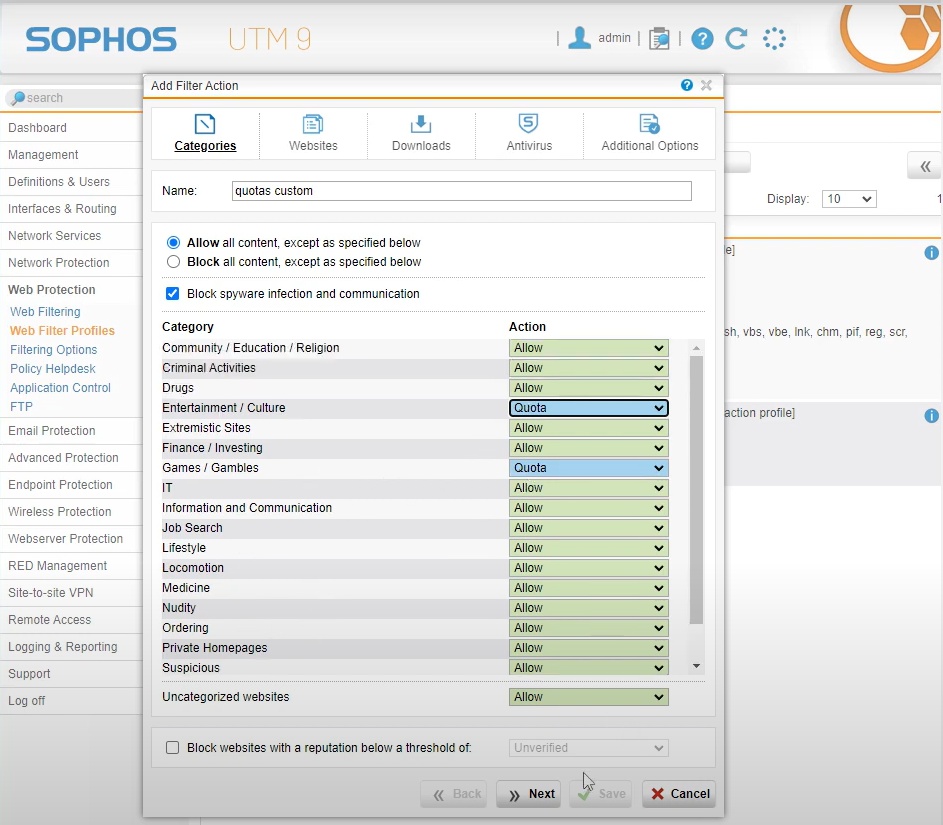 SOPHOS UTM 9 | admin | |
Add Filter Action
search
Dashboard
Management
Definitions & Users
Interfaces & Routing
Network Services
Network Protection
Web Protection
Web Filtering
Web Filter Profiles
Filtering Options
Policy Helpdesk
Application Control
FTP
Email Protection
Advanced Protection
Endpoint Protection
Wireless Protection
Webserver Protection
RED Management
Site-to-site VPN
Remote Access
Logging & Reporting
Support
Log off
Categories Websites Downloads Antivirus Additional Options
Name: quotas custom
Allow all content, except as specified below
Block all content, except as specified below
Block spyware infection and communication
Category Action
Community / Education / Religion Allow
Criminal Activities Allow
Drugs Allow
Entertainment / Culture Quota
Extremistic Sites Allow
Finance / Investing Allow
Games / Gambles Quota
IT Allow
Information and Communication Allow
Job Search Allow
Lifestyle Allow
Locomotion Allow
Medicine Allow
Nudity Allow
Ordering Allow
Private Homepages Allow
Suspicious Allow
Uncategorized websites Allow
Block websites with a reputation below a threshold of: Unverified
« Back » Next Save Cancel
«
Display: 10 1
e]
sh, vbs, vbe, lnk, chm, pif, reg, scr,
action profile]